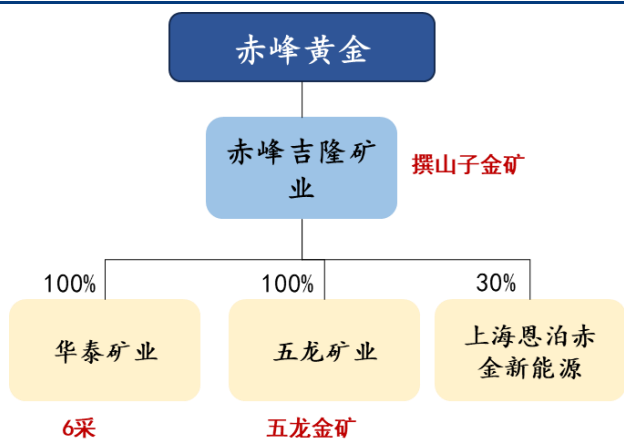 赤峰黄金
赤峰吉隆矿
业
撰山子金矿
100%
100%
30%
华泰矿业
五龙矿业
上海恩泊赤
金新能源
6采
五龙金矿